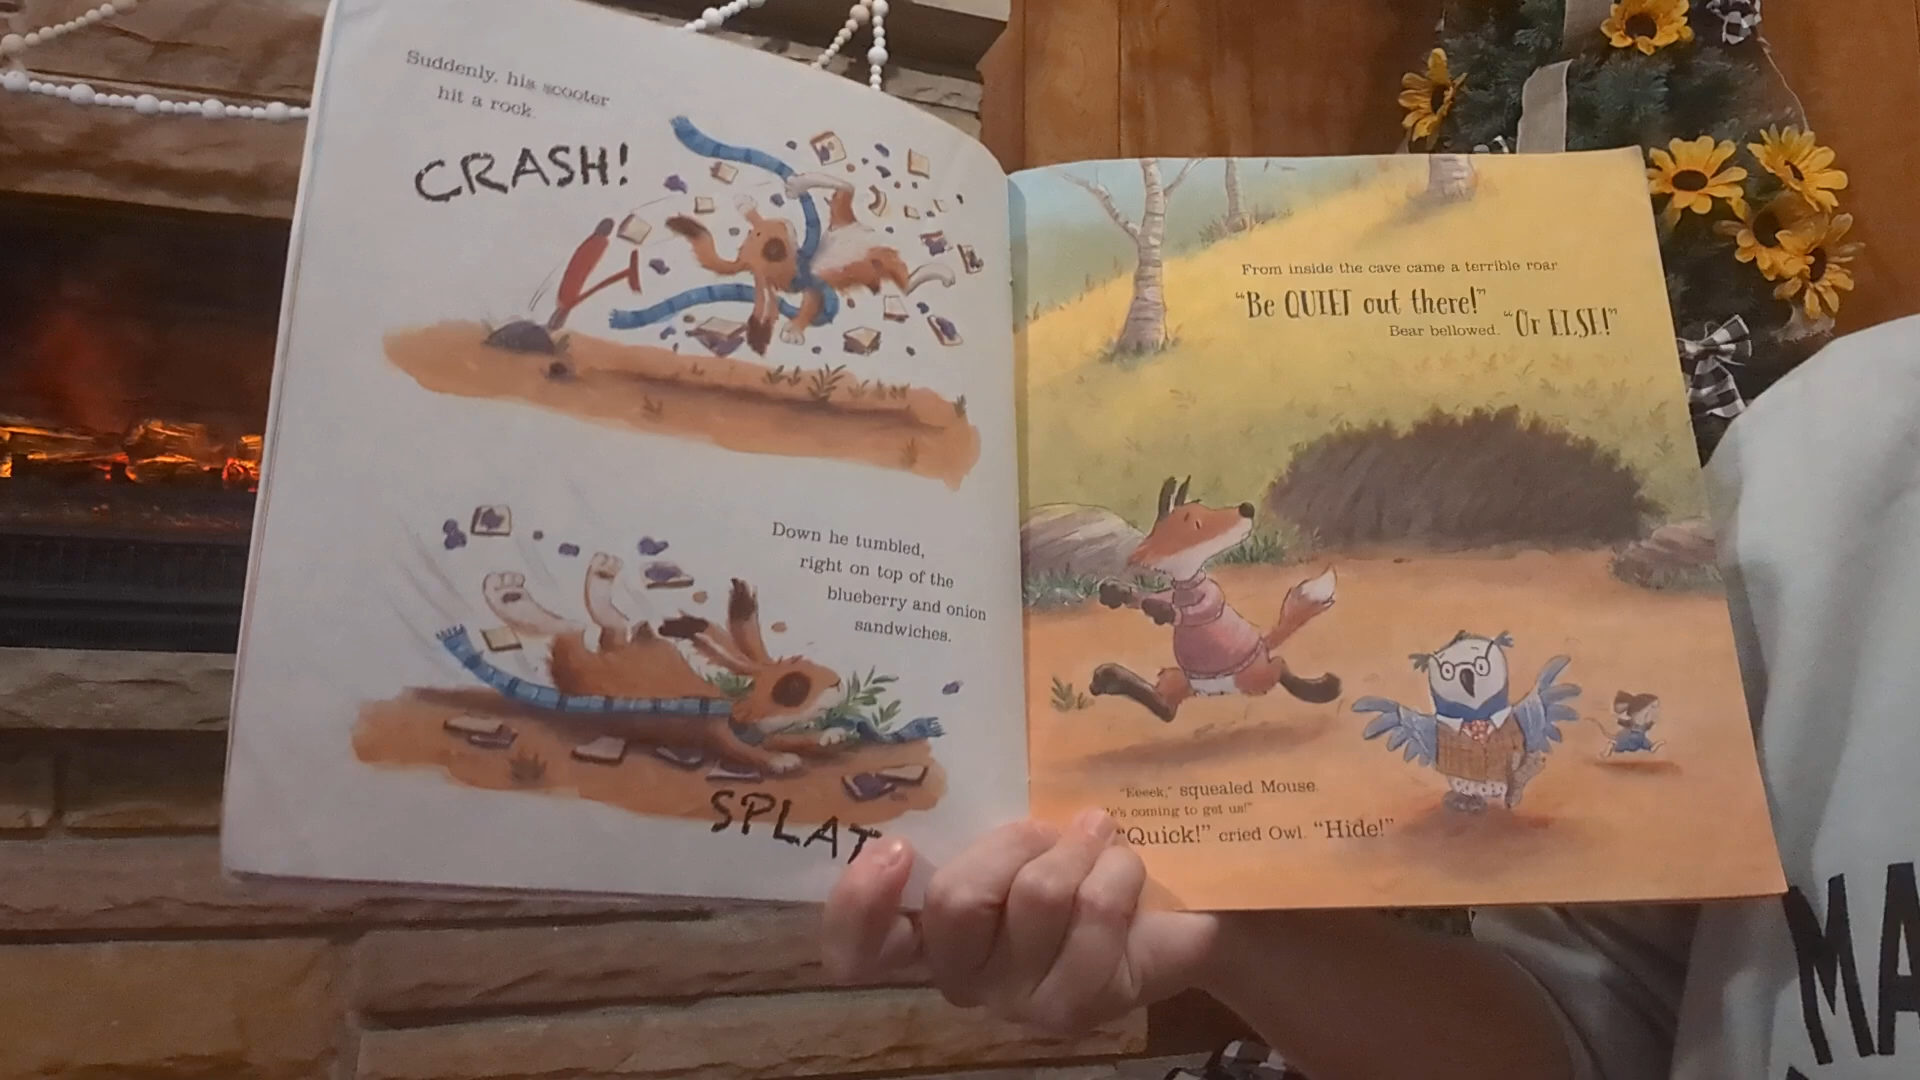 Suddenly, his scooter
hit a rock.
CRASH!
Down he tumbled,
right on top of the
blueberry and onion
sandwiches.
SPLAT
From inside the cave came a terrible roar
“Be QUIET out there!”
Bear bellowed. “Or ELSE!”
“Eeeek,” squealed Mouse.
coming to get us!”
“Quick!” cried Owl. “Hide!”
MA